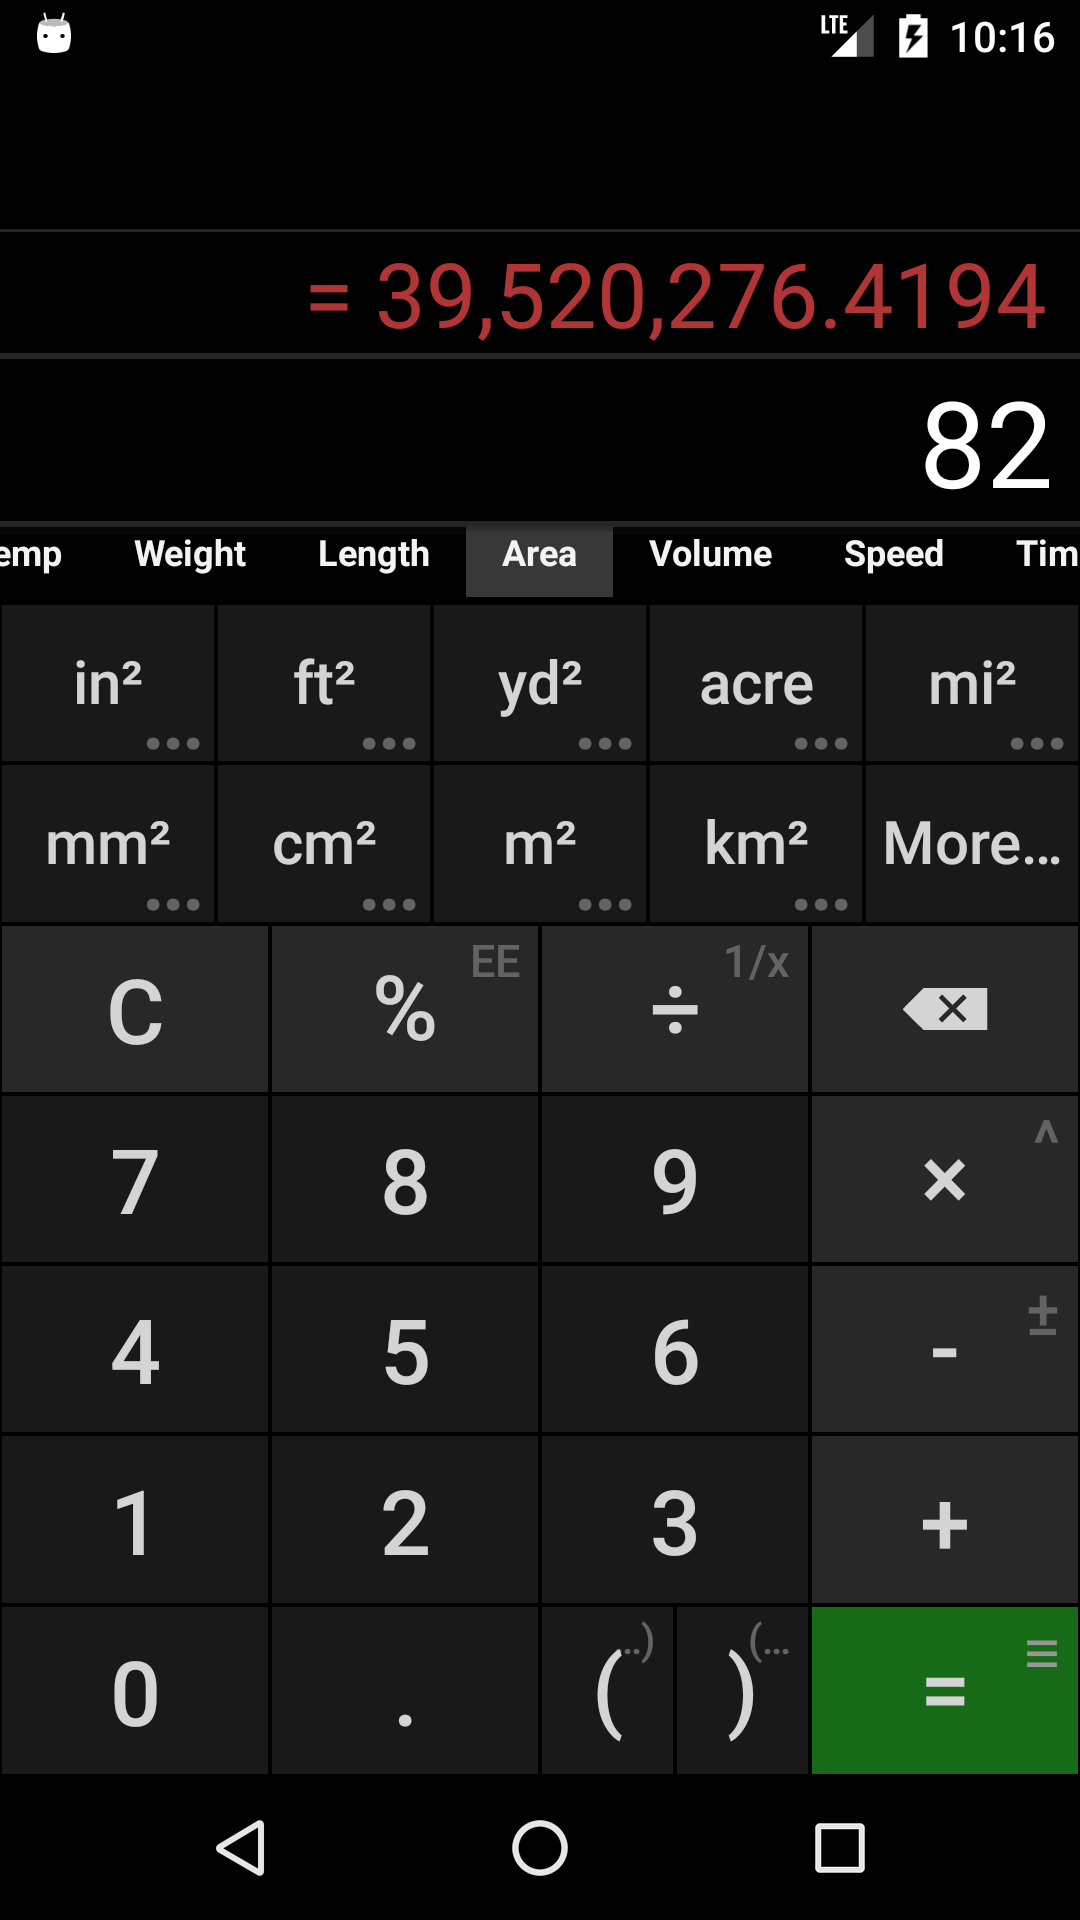 LTE 10:16
= 39,520,276.4194
82
emp Weight Length Area Volume Speed Tim
in² ft² yd² acre mi²
mm² cm² m² km² More...
C % EE ÷ 1/x
7 8 9 × ^
4 5 6 - ±
1 2 3 +
0 . ( ..) ) (... =